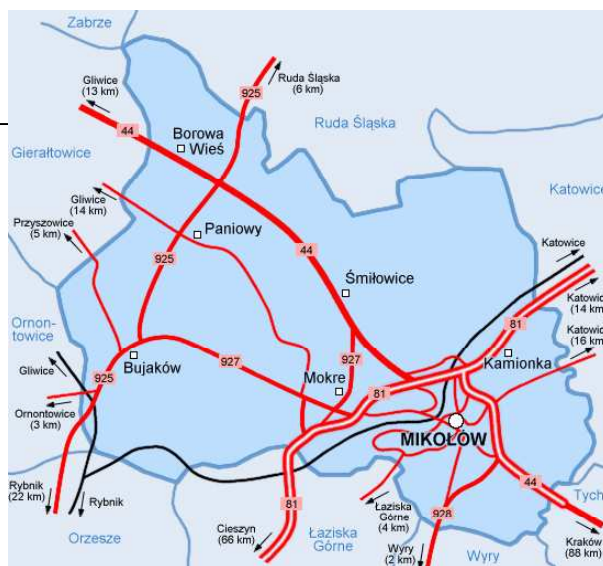 Zabrze
Gliwice
(13 km)
925
Ruda Śląska
(6 km)
44
Borowa
Wieś
Ruda Śląska
Gierałtowice
Gliwice
(14 km)
Katowice
Przyszowice
(5 km)
Paniowy
925
44
Katowice
Śmiłowice
Katowi
(14 km)
Ornon-
towice
81
Katowi
(16 km)
Gliwice
Bujaków
927
927
Kamionka
925
Mokre
81
Ornontowice
(3 km)
MIKOŁÓW
Rybnik
(22 km)
Rybnik
81
44
Tych
Łaziska
Górne
(4 km)
928
Orzesze
Cieszyn
(66 km)
Łaziska
Górne
Wyry
(2 km)
Wyry
Kraków
(88 km)